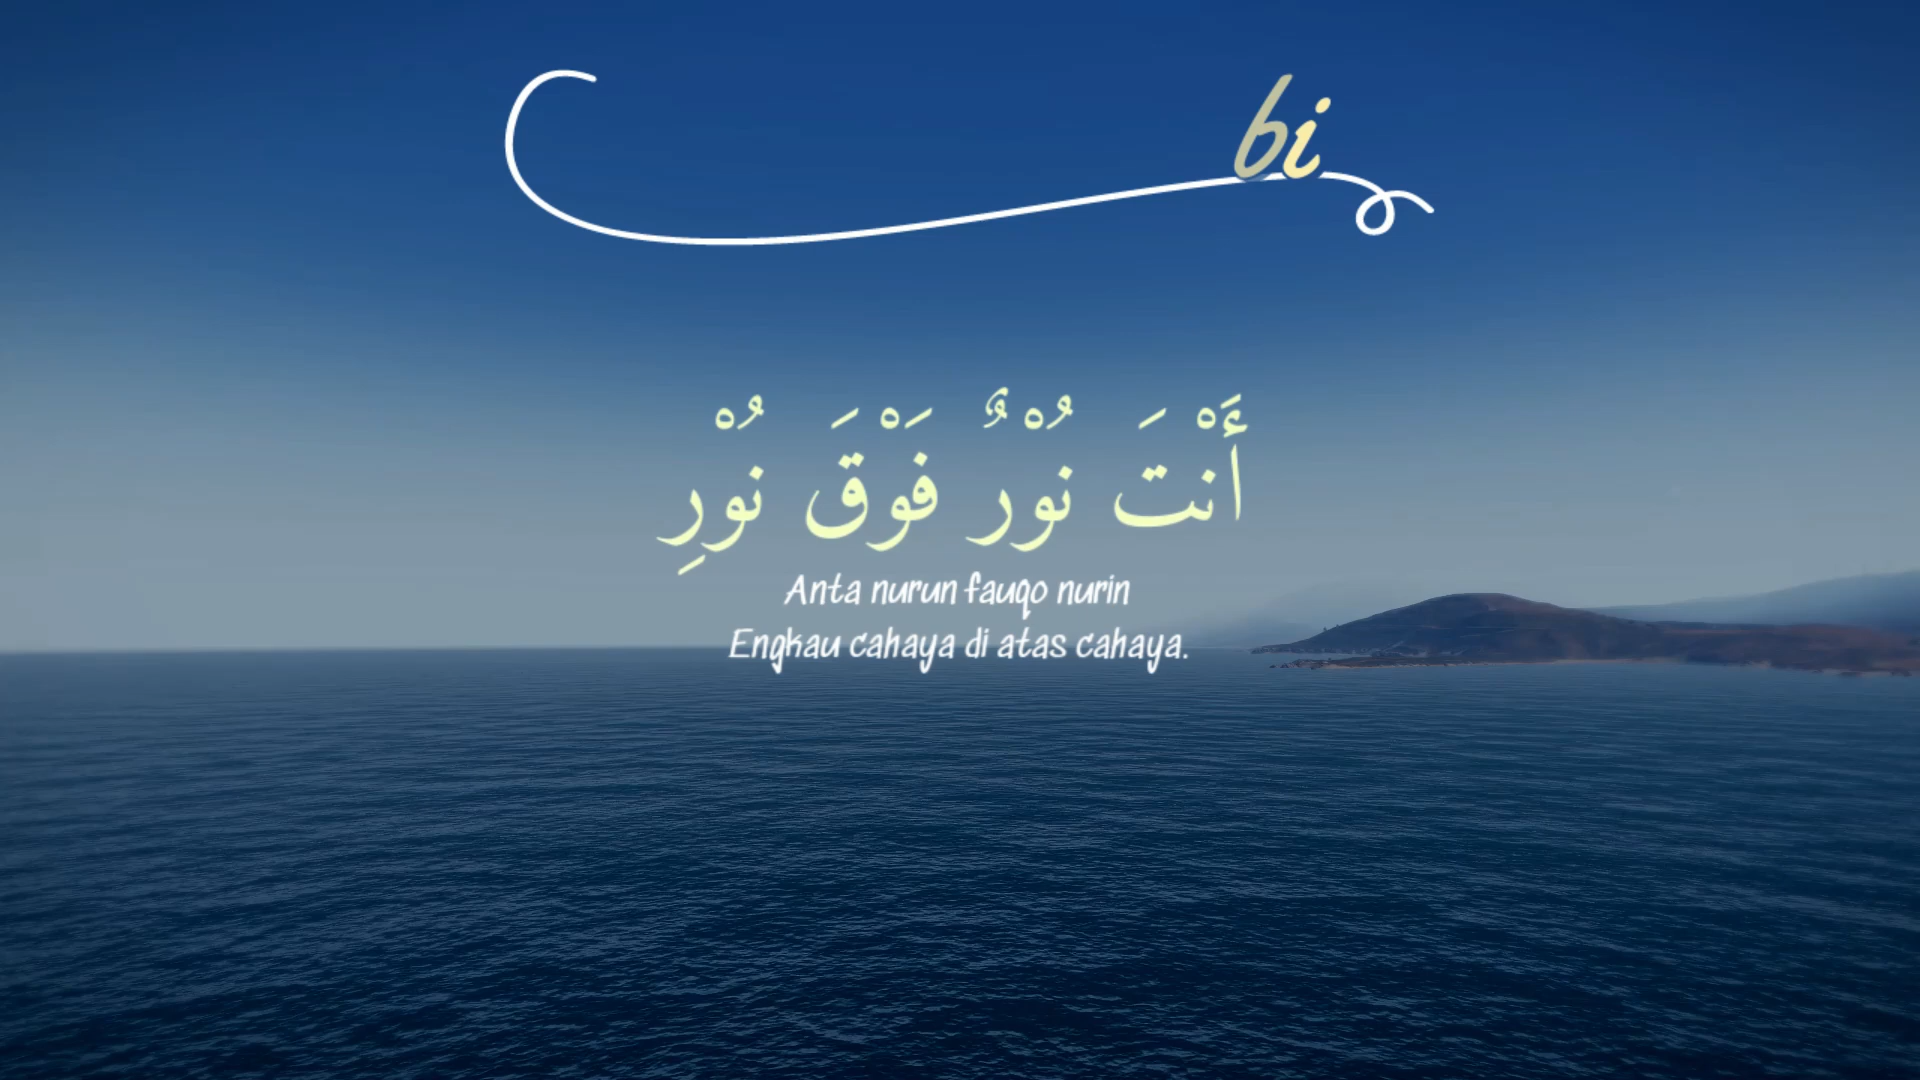 bi
أَنْتَ نُوْرٌ فَوْقَ نُوْرِ
Anta nurun fauqo nurin
Engkau cahaya di atas cahaya.